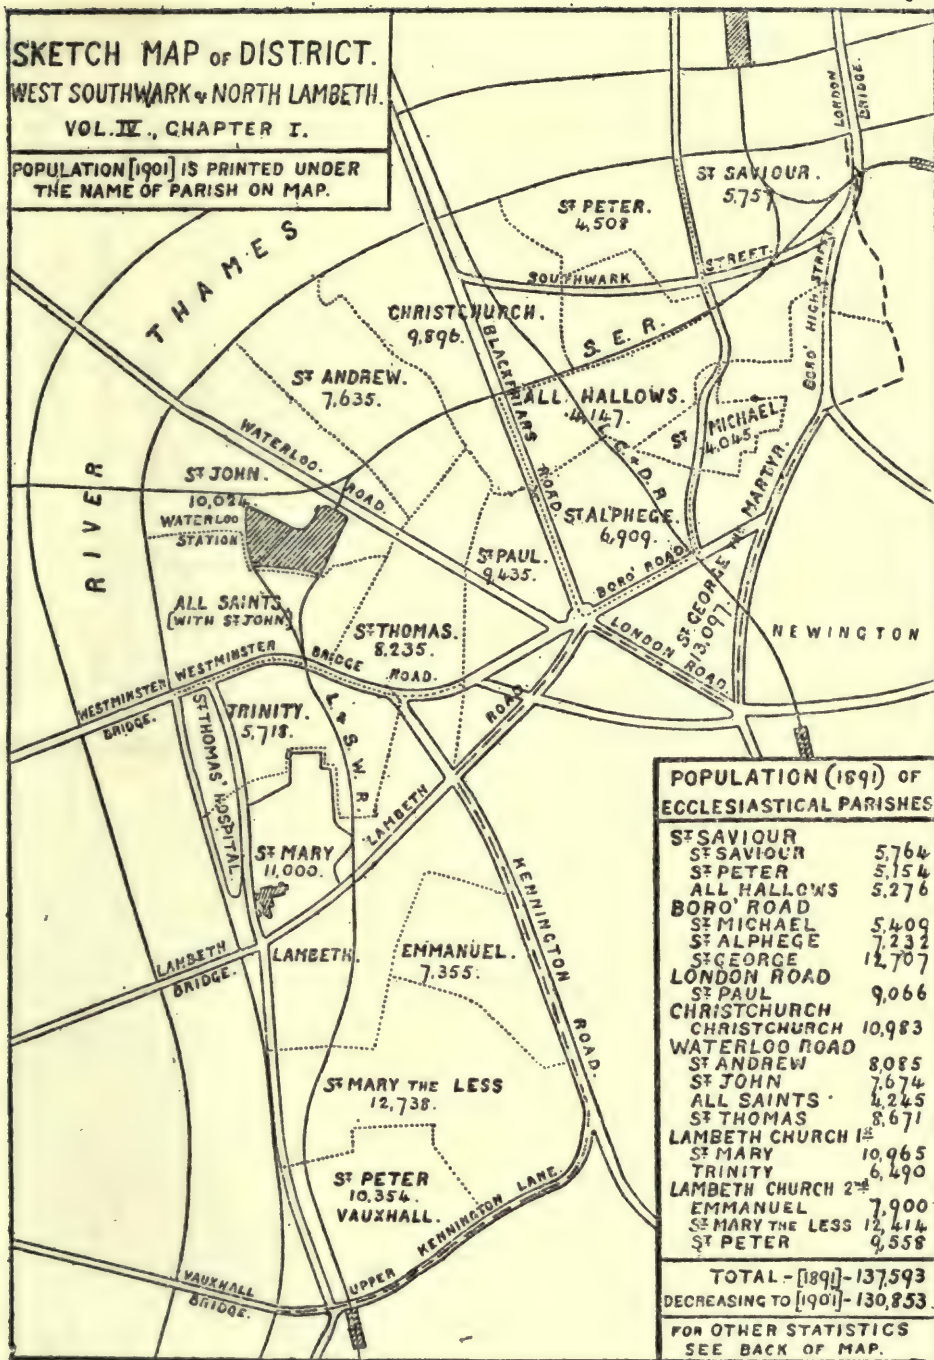 SKETCH MAP OF DISTRICT.
WEST SOUTHWARK & NORTH LAMBETH.
VOL. IV., CHAPTER I.
POPULATION [1901] IS PRINTED UNDER
THE NAME OF PARISH ON MAP.
LONDON
BRIDGE.
ST SAVIOUR.
5,757
ST PETER.
4,508
SOUTHWARK STREET.
THAMES
RIVER
CHRISTCHURCH.
9,896.
BLACKFRIARS ROAD
S. E. R.
BORO' HIGH STREET
ST ANDREW.
7,635.
ALL HALLOWS.
4,147.
L. C. & D. R
ST MICHAEL.
4,045.
WATERLOO ROAD.
ST JOHN.
10,024.
WATERLOO
STATION
ST ALPHEGE.
6,909.
ST PAUL.
9,435.
BORO' ROAD
ST GEORGE THE MARTYR.
13,097.
ALL SAINTS
(WITH ST JOHN)
ST THOMAS.
8,235.
LONDON ROAD
NEWINGTON
WESTMINSTER
BRIDGE.
WESTMINSTER BRIDGE ROAD.
ST THOMAS' HOSPITAL
TRINITY.
5,718.
L & S. W. R.
LAMBETH ROAD
ST MARY
11,000.
LAMBETH
BRIDGE.
LAMBETH.
EMMANUEL.
7,355.
KENNINGTON ROAD.
ST MARY THE LESS
12,738.
ST PETER
10,354.
VAUXHALL.
UPPER KENNINGTON LANE.
VAUXHALL
BRIDGE.
POPULATION (1891) OF
ECCLESIASTICAL PARISHES
ST SAVIOUR
ST SAVIOUR 5,764
ST PETER 5,154
ALL HALLOWS 5,276
BORO' ROAD
ST MICHAEL 5,409
ST ALPHEGE 7,232
ST GEORGE 12,707
LONDON ROAD
ST PAUL 9,066
CHRISTCHURCH
CHRISTCHURCH 10,983
WATERLOO ROAD
ST ANDREW 8,085
ST JOHN 7,674
ALL SAINTS 4,245
ST THOMAS 8,671
LAMBETH CHURCH 1st
ST MARY 10,965
TRINITY 6,490
LAMBETH CHURCH 2nd
EMMANUEL 7,900
ST MARY THE LESS 12,414
ST PETER 9,558
TOTAL - [1891] - 137,593
DECREASING TO [1901] - 130,853.
FOR OTHER STATISTICS
SEE BACK OF MAP.